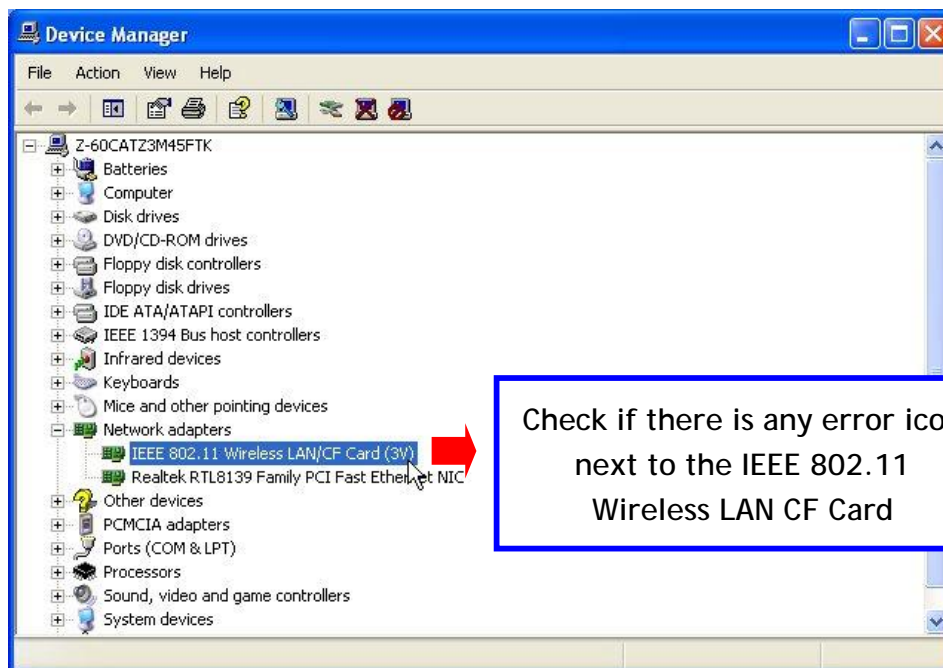 Device Manager
File Action View Help
Z-60CATZ3M45FTK
Batteries
Computer
Disk drives
DVD/CD-ROM drives
Floppy disk controllers
Floppy disk drives
IDE ATA/ATAPI controllers
IEEE 1394 Bus host controllers
Infrared devices
Keyboards
Mice and other pointing devices
Network adapters
IEEE 802.11 Wireless LAN/CF Card (3V)
Realtek RTL8139 Family PCI Fast Ethernet NIC
Other devices
PCMCIA adapters
Ports (COM & LPT)
Processors
Sound, video and game controllers
System devices
Check if there is any error ico
next to the IEEE 802.11
Wireless LAN CF Card